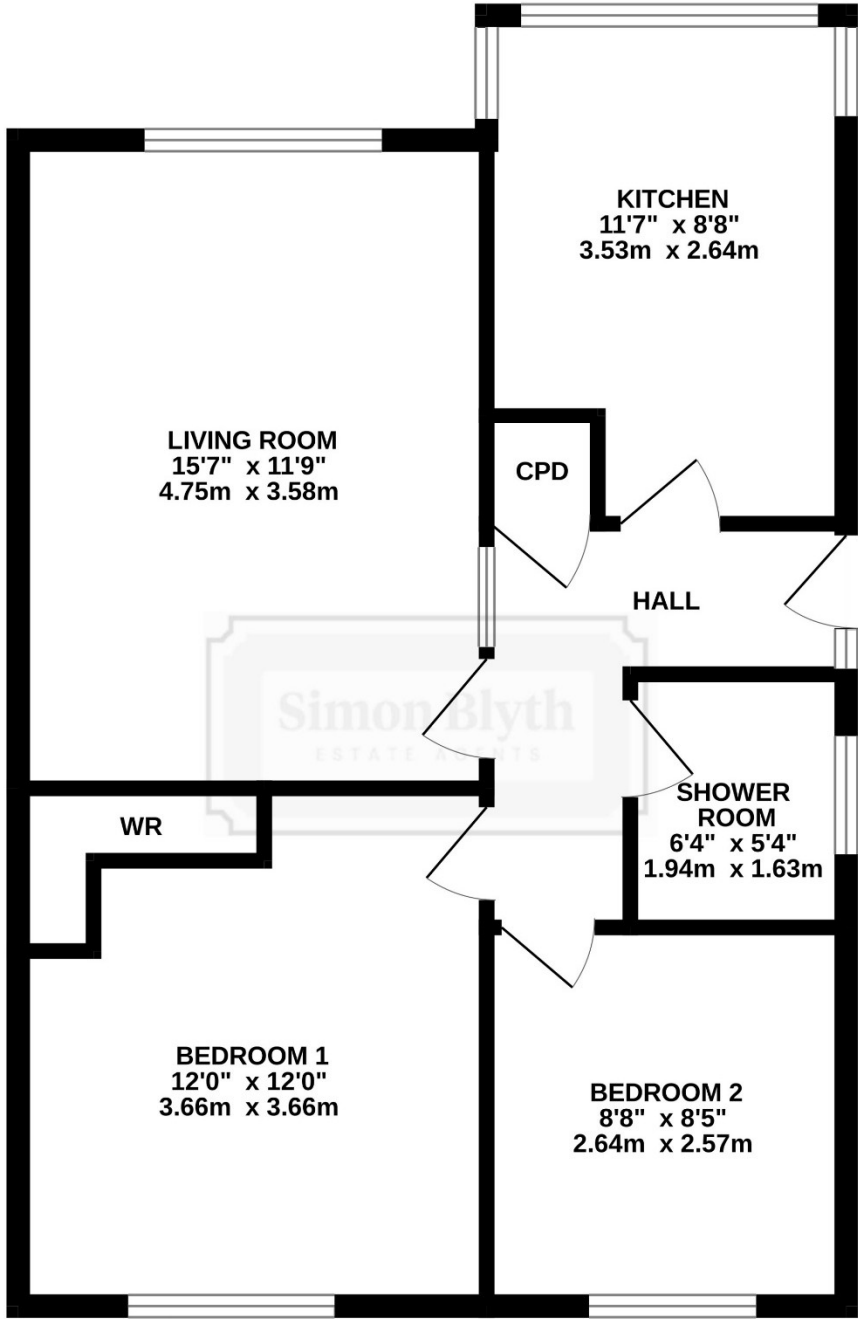 KITCHEN
11'7" x 8'8"
3.53m x 2.64m
LIVING ROOM
15'7" x 11'9"
4.75m x 3.58m
CPD
HALL
Simon Blyth
ESTATE AGENTS
SHOWER
ROOM
6'4" x 5'4"
1.94m x 1.63m
WR
BEDROOM 1
12'0" x 12'0"
3.66m x 3.66m
BEDROOM 2
8'8" x 8'5"
2.64m x 2.57m